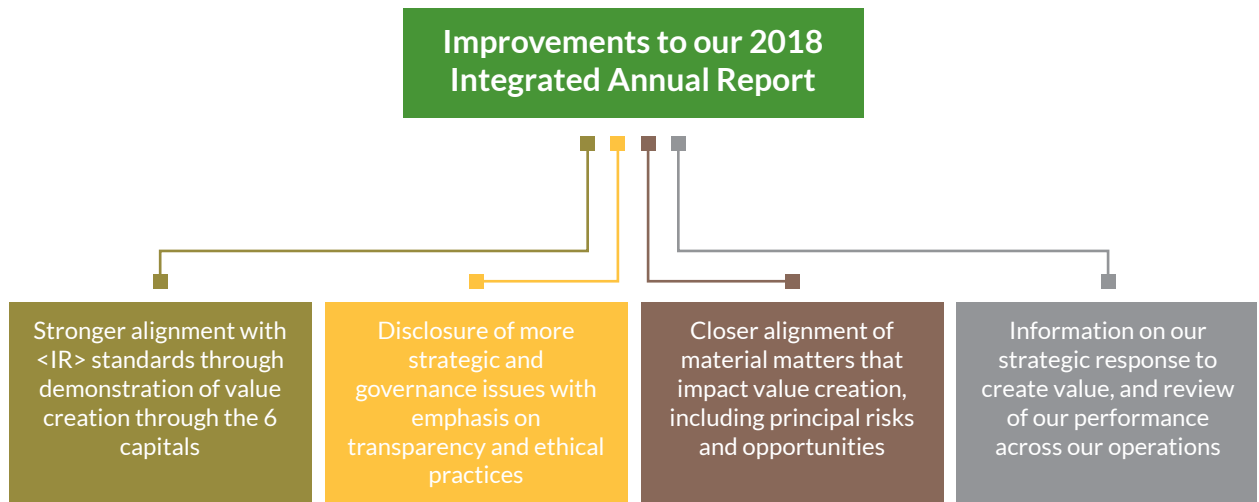 Improvements to our 2018
Integrated Annual Report
Stronger alignment with
<IR> standards through
demonstration of value
creation through the 6
capitals
Disclosure of more
strategic and
governance issues with
emphasis on
transparency and ethical
practices
Closer alignment of
material matters that
impact value creation,
including principal risks
and opportunities
Information on our
strategic response to
create value, and review
of our performance
across our operations